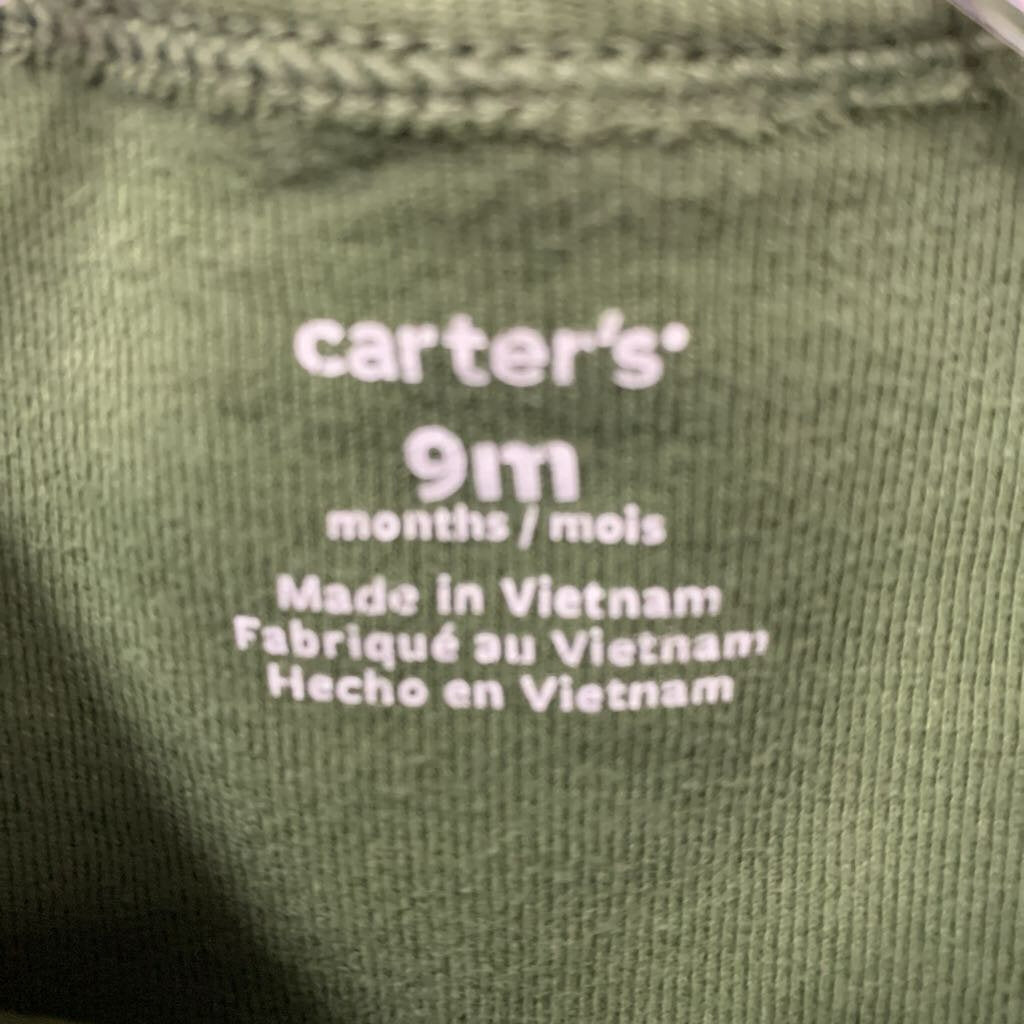 carter's
9m
months / mois
Made in Vietnam
Fabriqué au Vietnam
Hecho en Vietnam